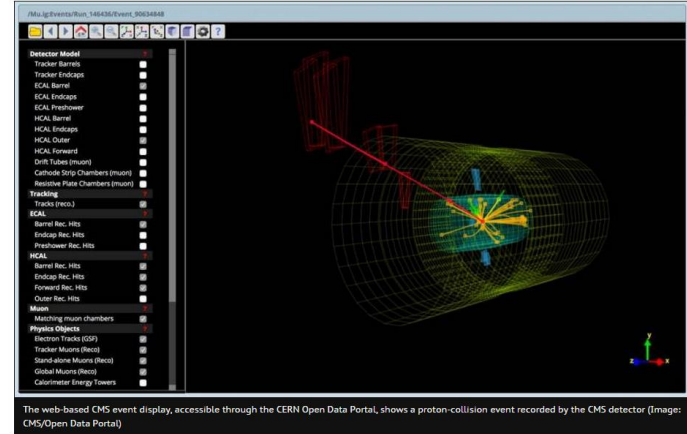 /Mu.ig:Events/Run_146436/Event_90634848
?
Detector Model ?
Tracker Barrels
Tracker Endcaps
ECAL Barrel
ECAL Endcaps
ECAL Preshower
HCAL Barrel
HCAL Endcaps
HCAL Outer
HCAL Forward
Drift Tubes (muon)
Cathode Strip Chambers (muon)
Resistive Plate Chambers (muon)
Tracking ?
Tracks (reco.)
ECAL ?
Barrel Rec. Hits
Endcap Rec. Hits
Preshower Rec. Hits
HCAL ?
Barrel Rec. Hits
Endcap Rec. Hits
Forward Rec. Hits
Outer Rec. Hits
Muon ?
Matching muon chambers
Physics Objects ?
Electron Tracks (GSF)
Tracker Muons (Reco)
Stand-alone Muons (Reco)
Global Muons (Reco)
Calorimeter Energy Towers
y
z x
The web-based CMS event display, accessible through the CERN Open Data Portal, shows a proton-collision event recorded by the CMS detector (Image:
CMS/Open Data Portal)